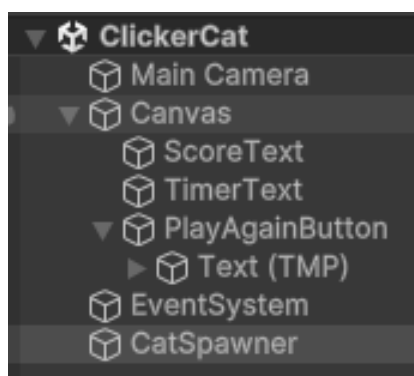 ClickerCat
Main Camera
Canvas
ScoreText
TimerText
PlayAgainButton
Text (TMP)
EventSystem
CatSpawner